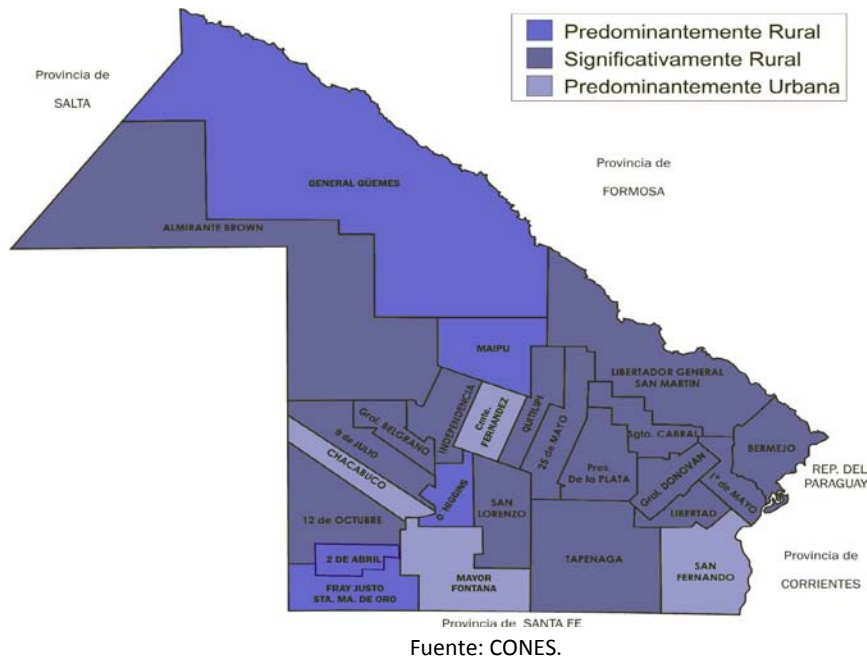 Predominantemente Rural
Significativamente Rural
Predominantemente Urbana
Provincia de
SALTA
Provincia de
FORMOSA
GENERAL GÜEMES
ALMIRANTE BROWN
MAIPU
LIBERTADOR GENERAL
SAN MARTIN
INDEPENDENCIA
Cmte.
FERNANDEZ
QUITILIPI
25 de MAYO
Gral. BELGRANO
9 de JULIO
CHACABUCO
Sgto. CABRAL
BERMEJO
Pres.
De la PLATA
Gral. DONOVAN
1º de MAYO
REP. DEL
PARAGUAY
O´HIGGINS
SAN
LORENZO
LIBERTAD
12 de OCTUBRE
2 DE ABRIL
TAPENAGA
SAN
FERNANDO
Provincia de
CORRIENTES
FRAY JUSTO
STA. MA. DE ORO
MAYOR
FONTANA
Provincia de SANTA FE
Fuente: CONES.